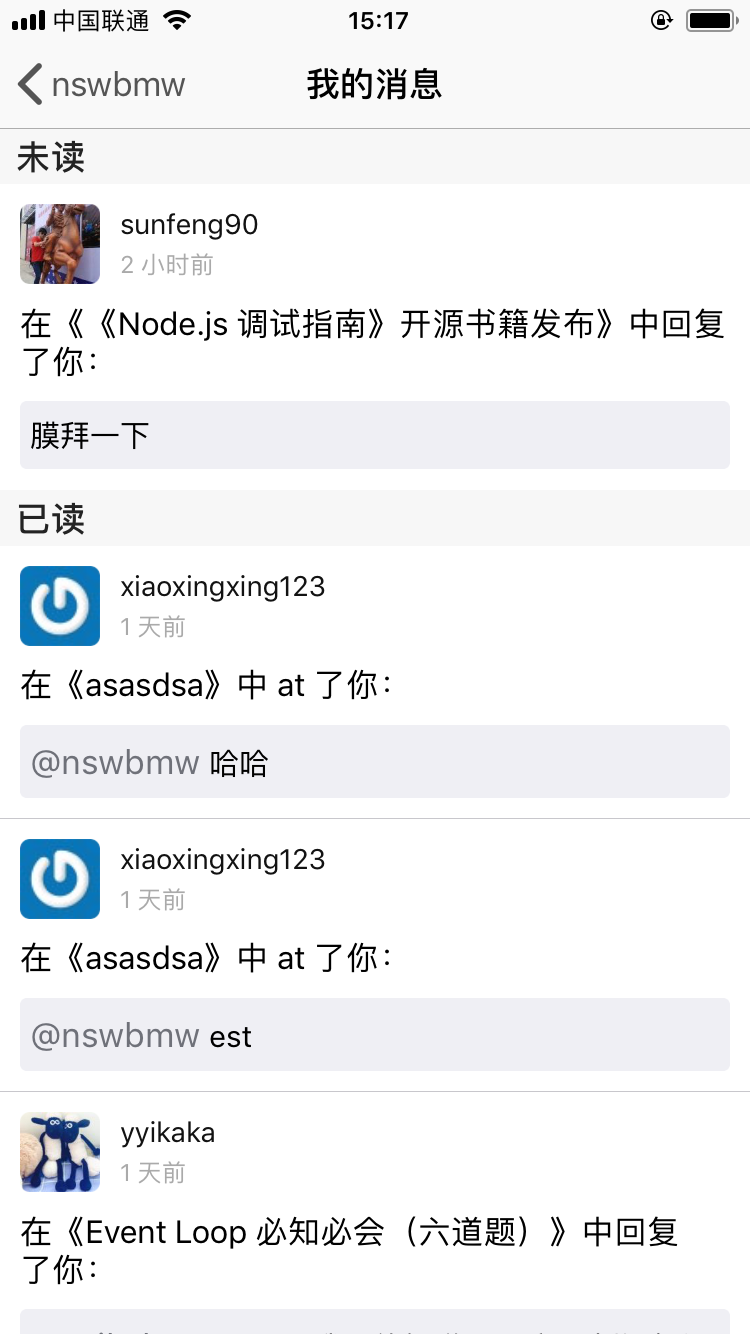 中国联通
15:17
nswbmw
我的消息
未读
sunfeng90
2 小时前
在《《Node.js 调试指南》开源书籍发布》中回复
了你：
膜拜一下
已读
xiaoxingxing123
1 天前
在《asasdsa》中 at 了你：
@nswbmw 哈哈
xiaoxingxing123
1 天前
在《asasdsa》中 at 了你：
@nswbmw est
yyikaka
1 天前
在《Event Loop 必知必会（六道题）》中回复
了你：